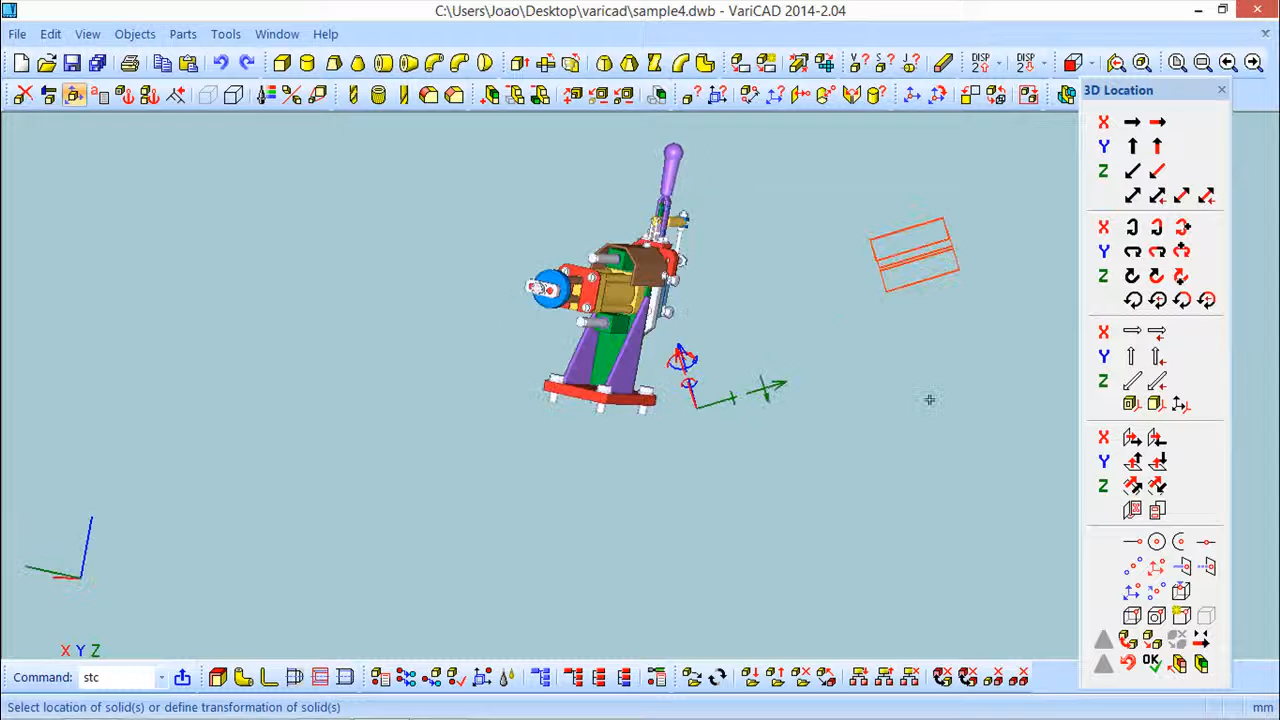 C:\Users\Joao\Desktop\varicad\sample4.dwb - VariCAD 2014-2.04
File Edit View Objects Parts Tools Window Help
DISP 2 DISP 2
3D Location
X
Y
Z
X
Y
Z
X
Y
Z
X
Y
Z
OK
X Y Z
Command: stc
Select location of solid(s) or define transformation of solid(s) mm